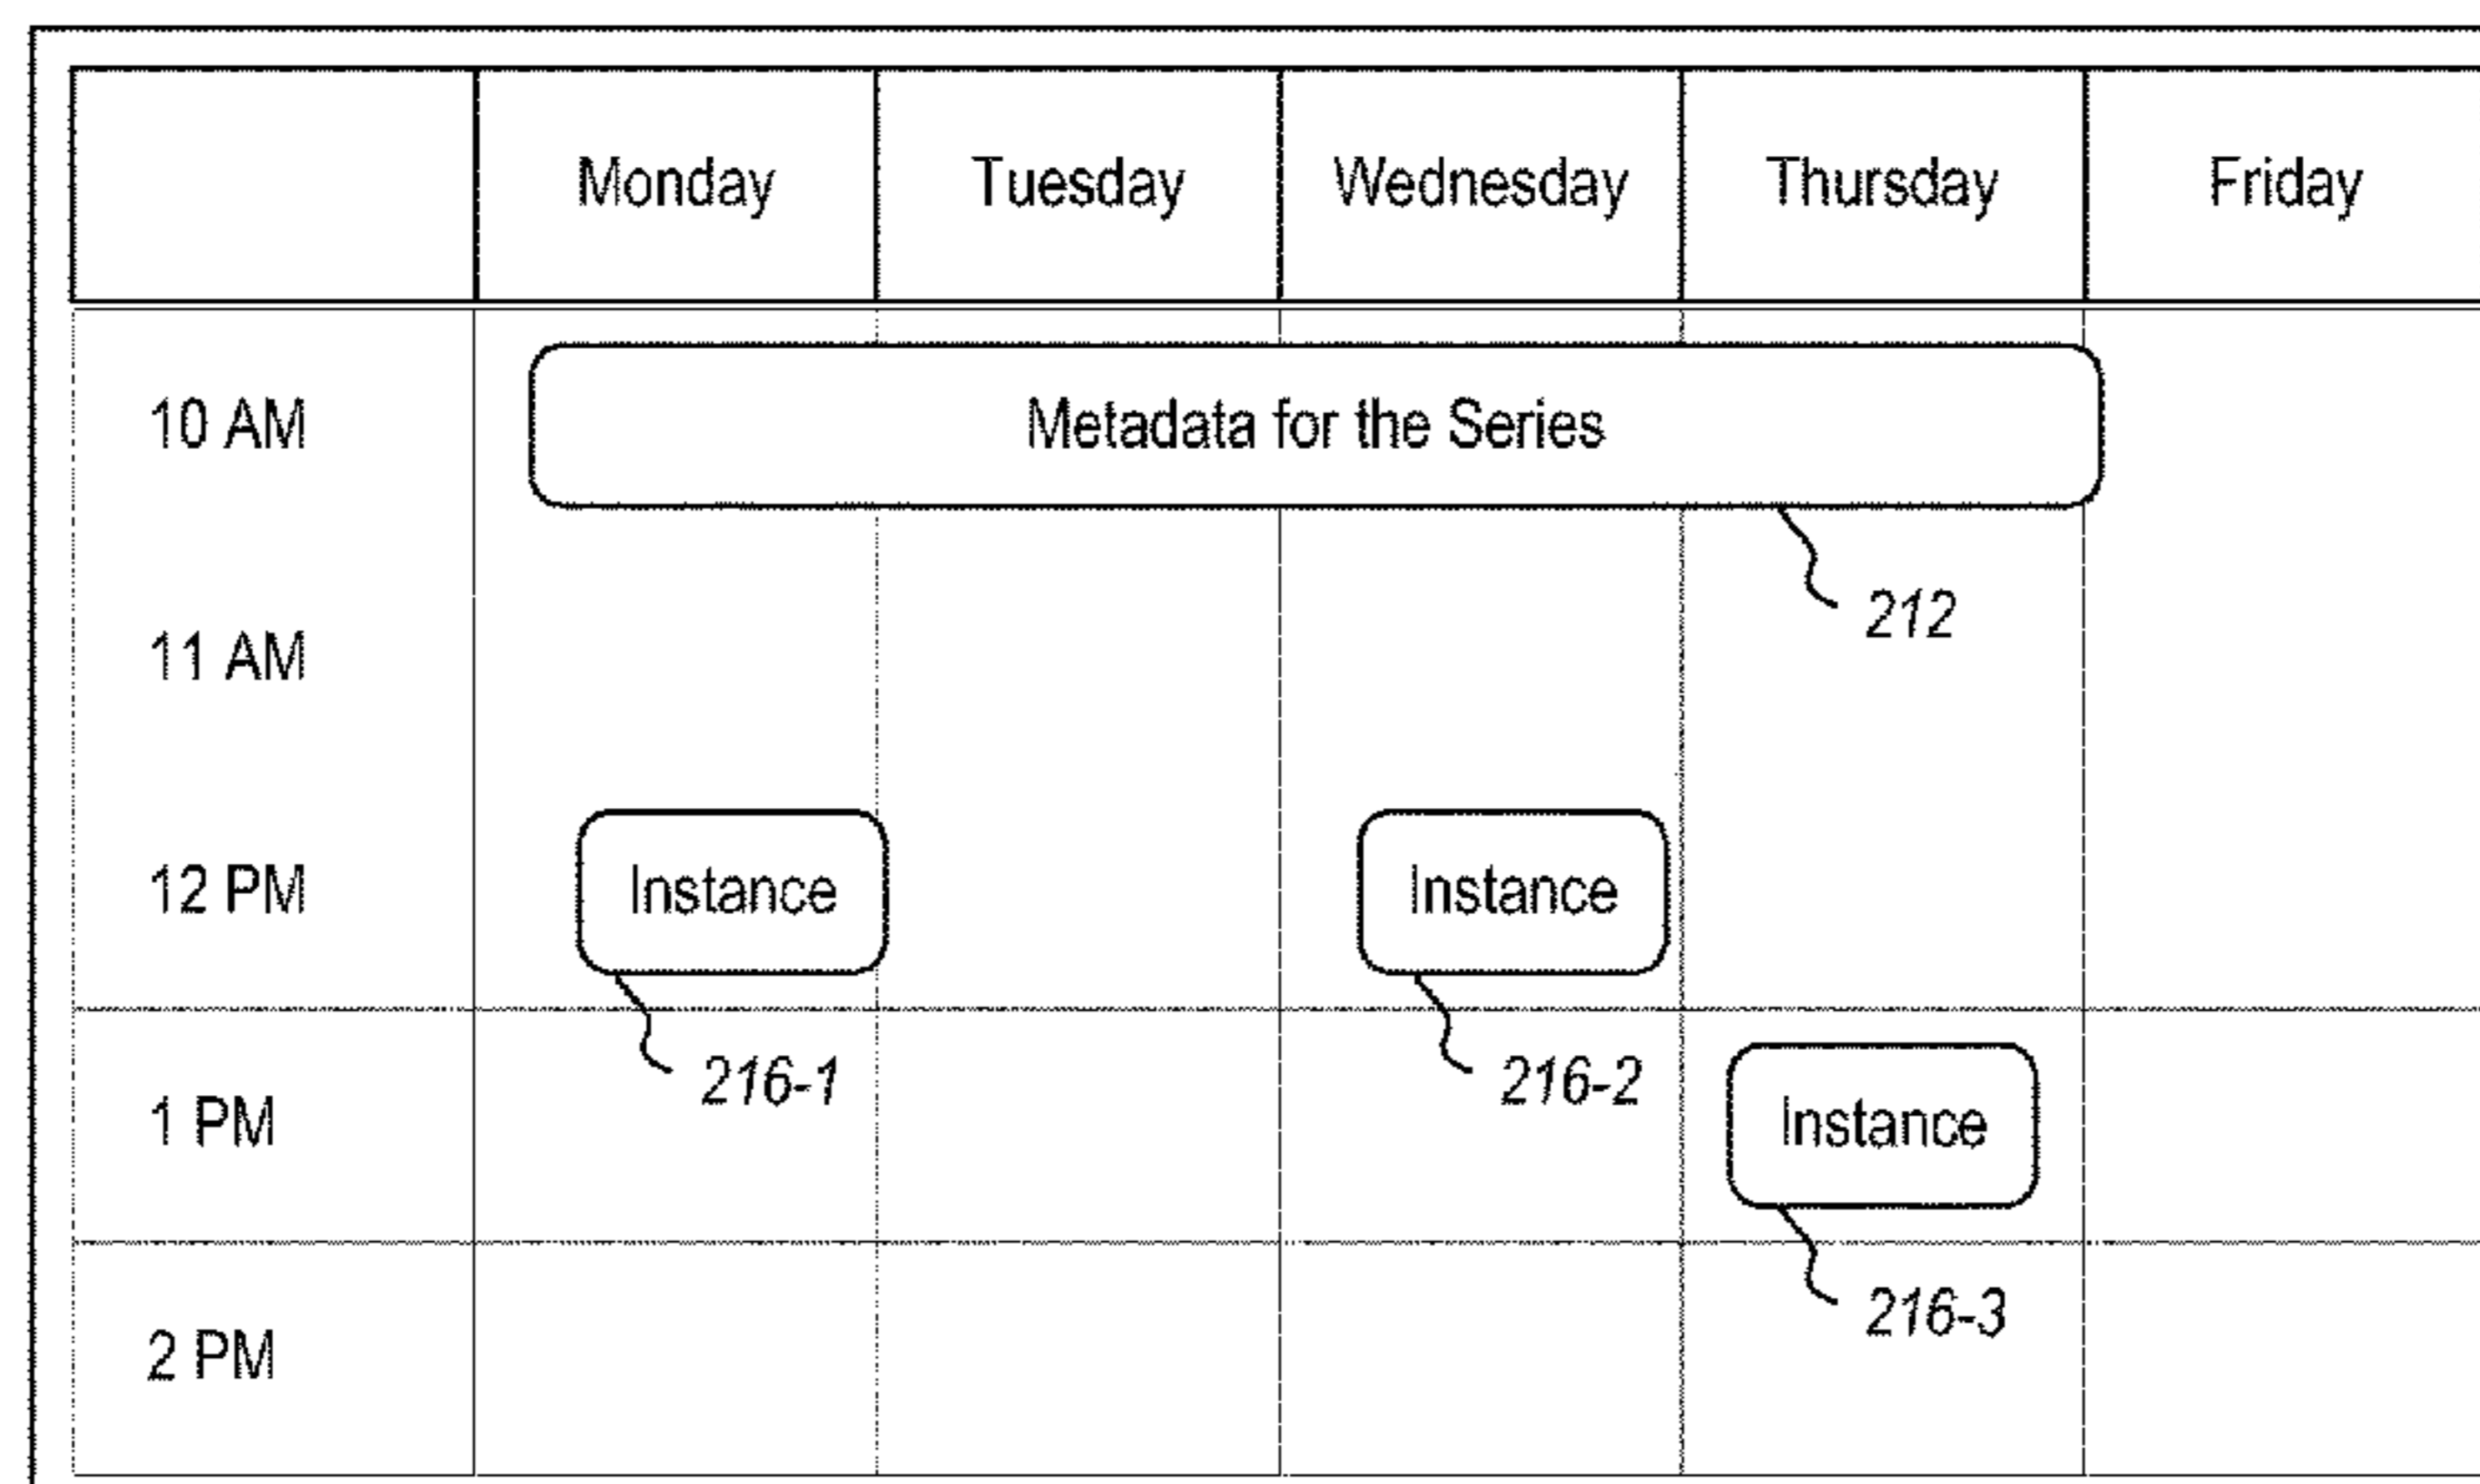 Monday Tuesday Wednesday Thursday Friday
10 AM Metadata for the Series
212
11 AM
12 PM Instance Instance
216-1 216-2
1 PM Instance
216-3
2 PM